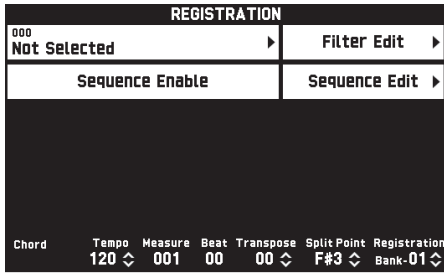 REGISTRATION
000
Not Selected
Filter Edit
Sequence Enable
Sequence Edit
Chord Tempo Measure Beat Transpose Split Point Registration
120 001 00 00 F#3 Bank-01